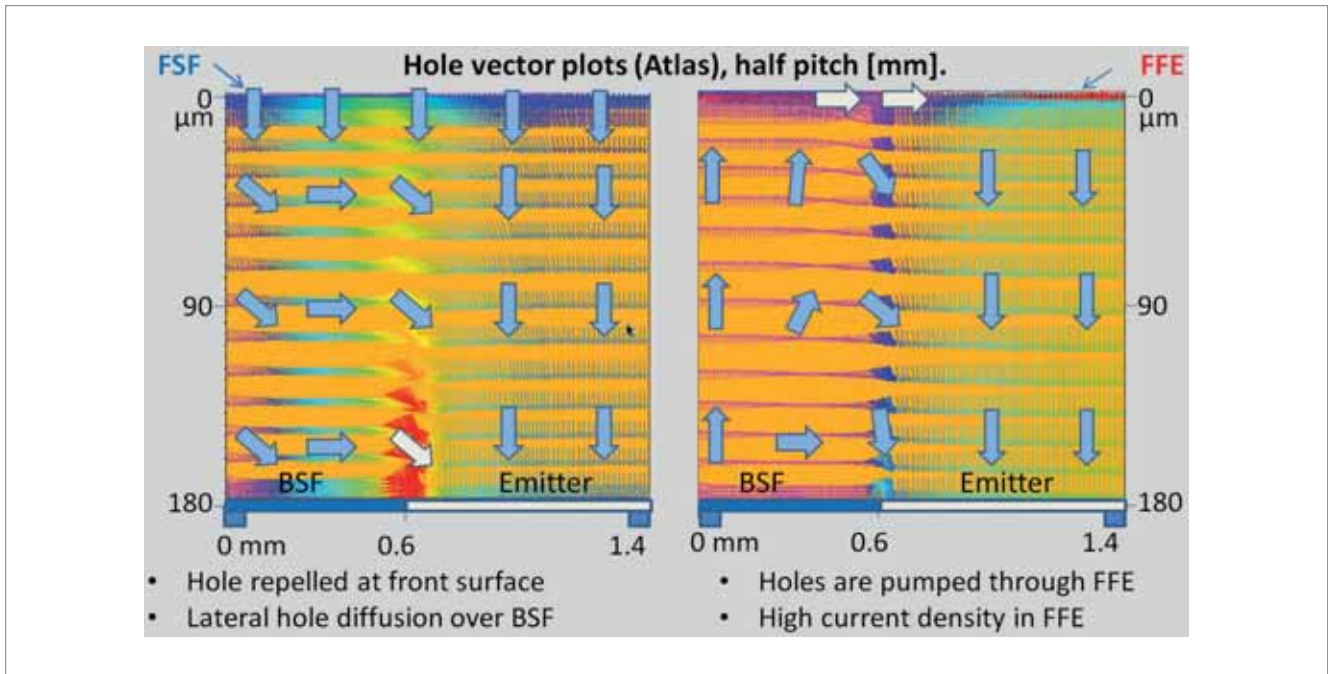 FSF
Hole vector plots (Atlas), half pitch [mm].
FFE
0
µm
90
180
BSF
Emitter
0 mm
0.6
1.4
0
µm
90
180
BSF
Emitter
0 mm
0.6
1.4
• Hole repelled at front surface
• Lateral hole diffusion over BSF
• Holes are pumped through FFE
• High current density in FFE